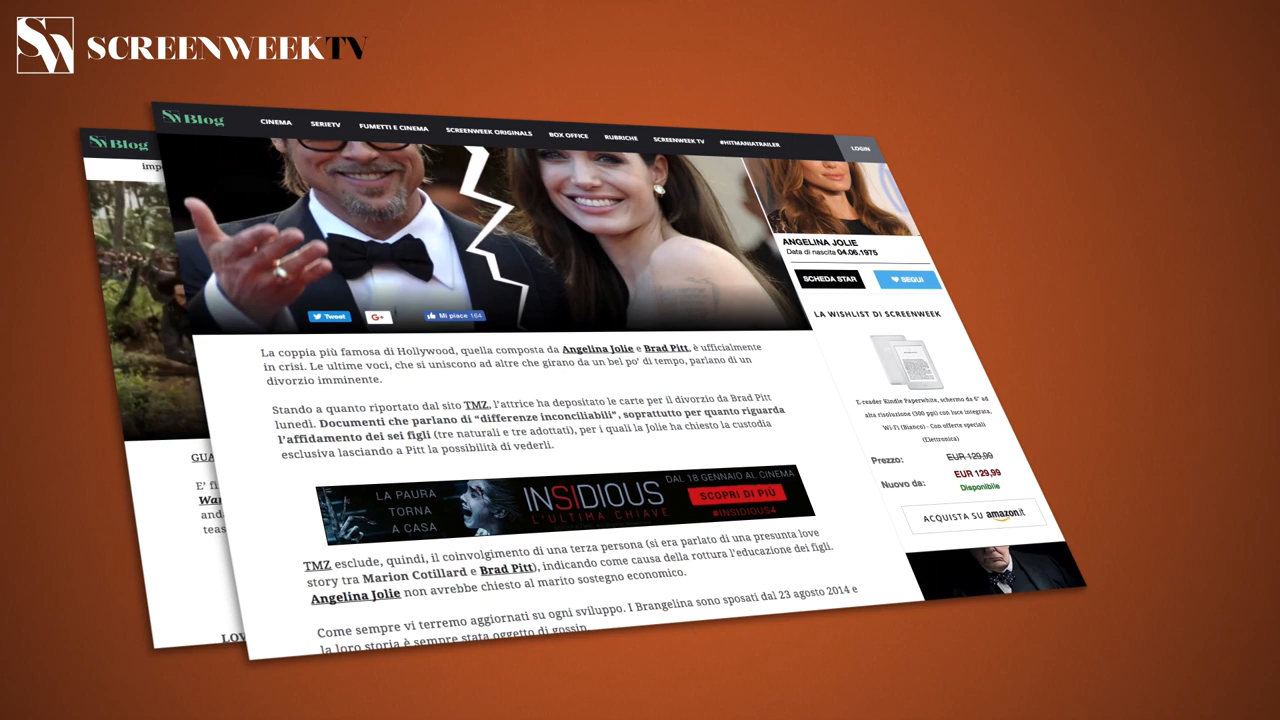 SW SCREENWEEKTV
SW Blog
SW Blog
CINEMA
SERIETV
FUMETTI E CINEMA
SCREENWEEK ORIGINALS
BOX OFFICE
RUBRICHE
SCREENWEEK TV
#HITMANIATRAILER
LOGIN
Tweet
G+
Mi piace 164
La coppia più famosa di Hollywood, quella composta da Angelina Jolie e Brad Pitt, è ufficialmente
in crisi. Le ultime voci, che si uniscono ad altre che girano da un bel po' di tempo, parlano di un
divorzio imminente.
Stando a quanto riportato dal sito TMZ, l'attrice ha depositato le carte per il divorzio da Brad Pitt
lunedì. Documenti che parlano di "differenze inconciliabili", soprattutto per quanto riguarda
l'affidamento dei sei figli (tre naturali e tre adottati), per i quali la Jolie ha chiesto la custodia
esclusiva lasciando a Pitt la possibilità di vederli.
LA PAURA
TORNA
A CASA
INSIDIOUS
L'ULTIMA CHIAVE
DAL 18 GENNAIO AL CINEMA
SCOPRI DI PIÙ
#INSIDIOUS4
TMZ esclude, quindi, il coinvolgimento di una terza persona (si era parlato di una presunta love
story tra Marion Cotillard e Brad Pitt), indicando come causa della rottura l'educazione dei figli.
Angelina Jolie non avrebbe chiesto al marito sostegno economico.
Come sempre vi terremo aggiornati su ogni sviluppo. I Brangelina sono sposati dal 23 agosto 2014 e
la loro storia è sempre stata oggetto di gossip
ANGELINA JOLIE
Data di nascita 04.06.1975
SCHEDA STAR
SEGUI
LA WISHLIST DI SCREENWEEK
E-reader Kindle Paperwhite, schermo da 6" ad
alta risoluzione (300 ppi) con luce integrata,
Wi-Fi (Bianco) - Con offerte speciali
(Elettronica)
Prezzo: EUR 129,99
EUR 129,99
Nuovo da: Disponibile
ACQUISTA SU amazon.it
imp
GUA
E' fi
War
anda
teas
LOV